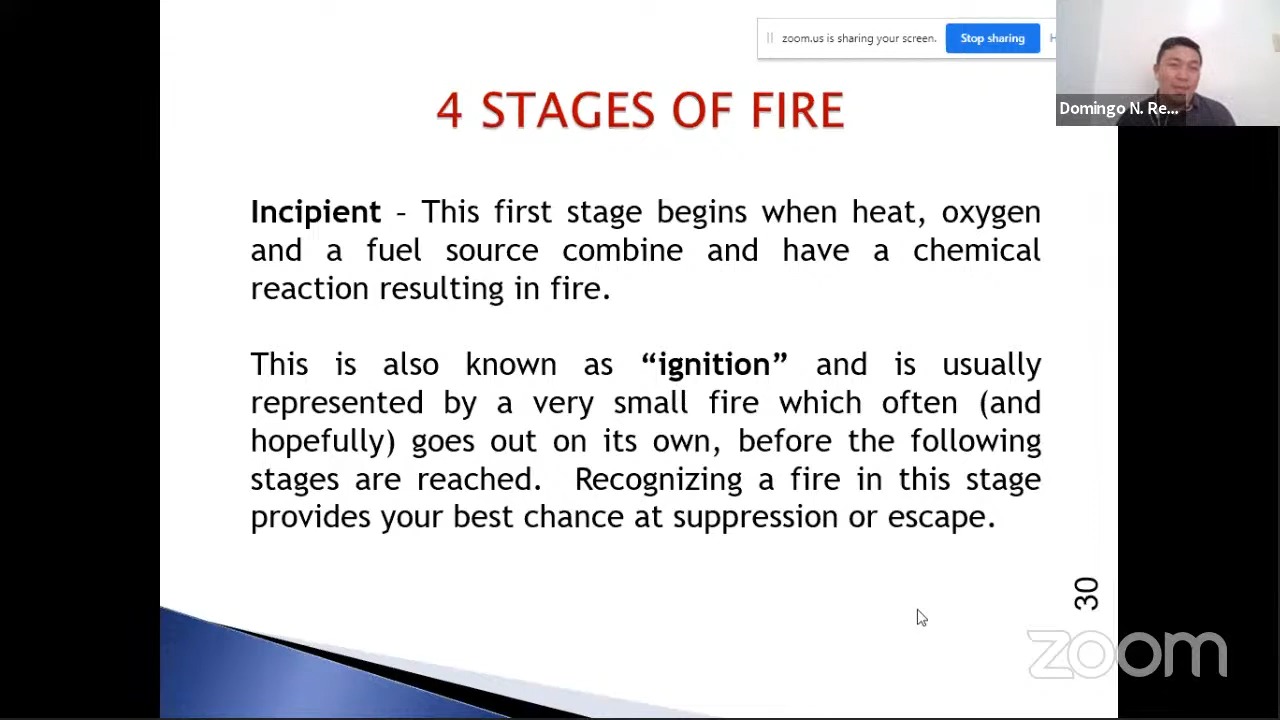 zoom.us is sharing your screen.
Stop sharing
H
Domingo N. Re...
4 STAGES OF FIRE
Incipient – This first stage begins when heat, oxygen
and a fuel source combine and have a chemical
reaction resulting in fire.
This is also known as “ignition” and is usually
represented by a very small fire which often (and
hopefully) goes out on its own, before the following
stages are reached. Recognizing a fire in this stage
provides your best chance at suppression or escape.
30
zoom